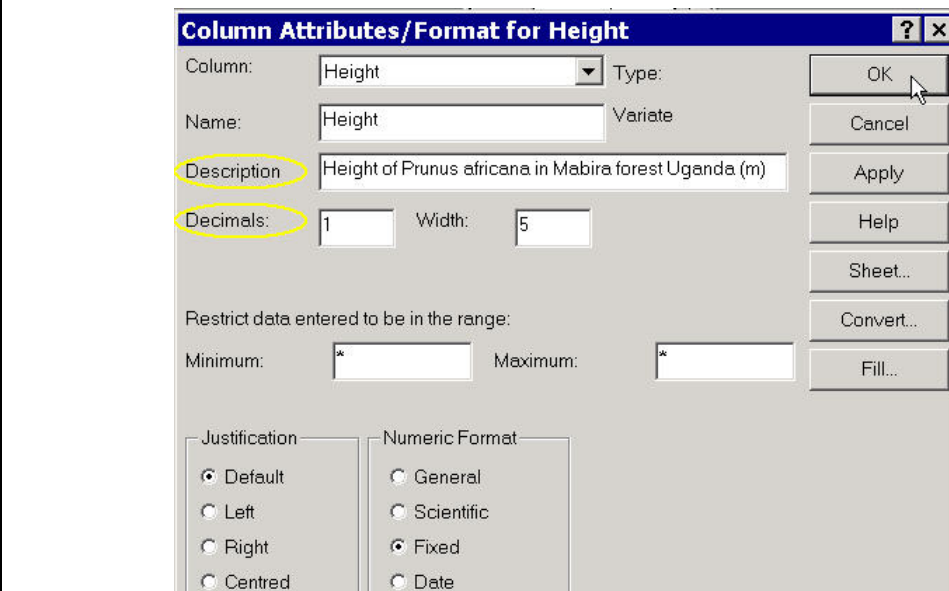 Column Attributes/Format for Height ? ×
Column: Height Type: OK
Name: Height Variate Cancel
Description Height of Prunus africana in Mabira forest Uganda (m) Apply
Decimals: 1 Width: 5 Help
Sheet...
Restrict data entered to be in the range: Convert...
Minimum: * Maximum: * Fill...
Justification Numeric Format
Default General
Left Scientific
Right Fixed
Centred Date